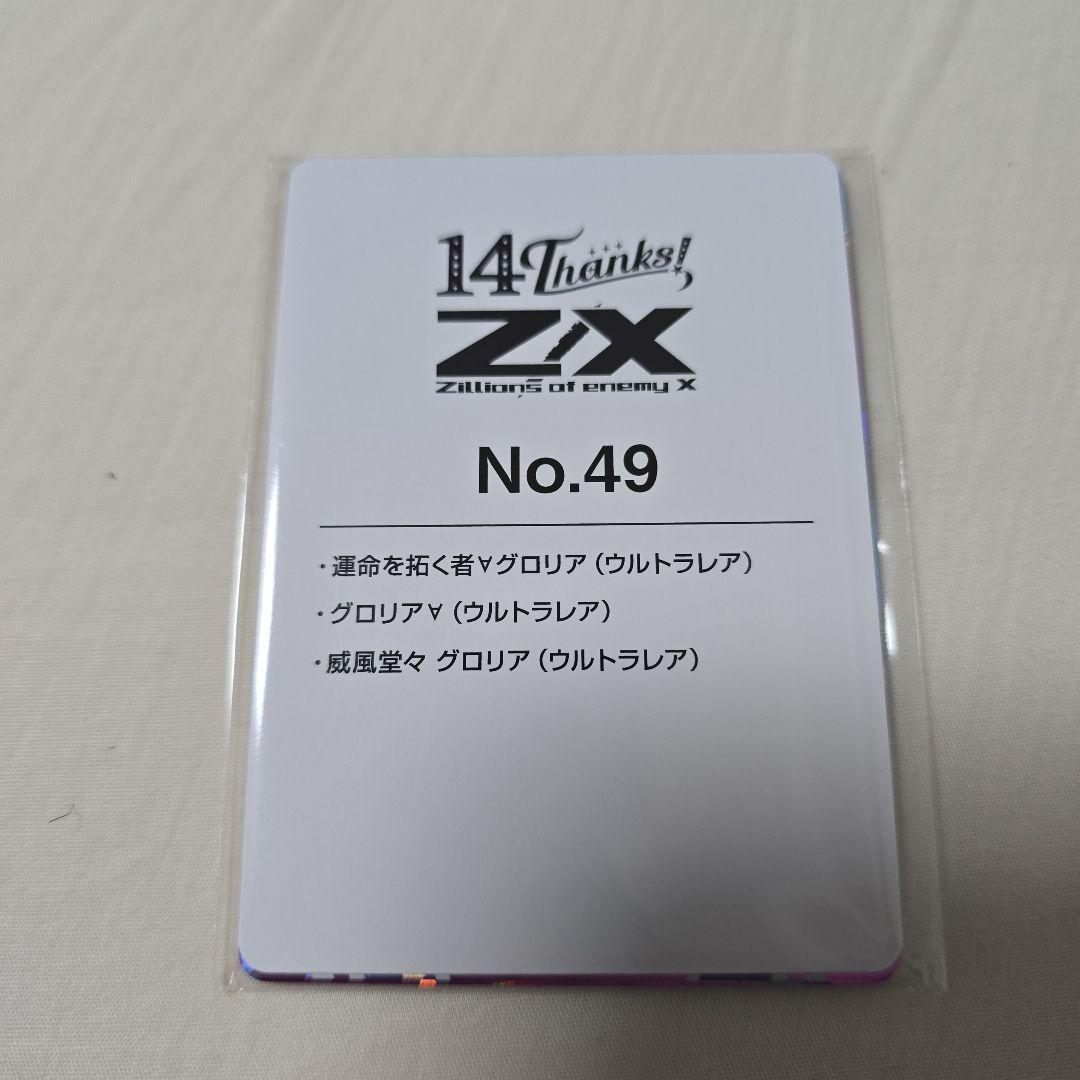 14 Thanks!
Z/X
Zillions of enemy X
No.49
・運命を拓く者∀グロリア（ウルトラレア）
・グロリア∀（ウルトラレア）
・威風堂々 グロリア（ウルトラレア）